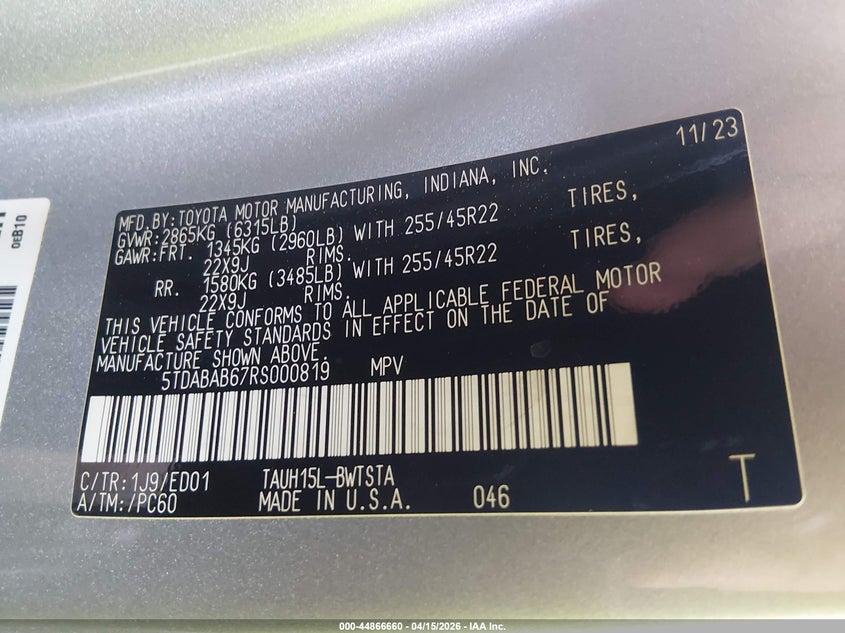 11/23
MFD.BY:TOYOTA MOTOR MANUFACTURING, INDIANA, INC.
GVWR:2865KG (6315LB)
GAWR:FRT. 1345KG (2960LB) WITH 255/45R22 TIRES,
22X9J RIMS.
RR. 1580KG (3485LB) WITH 255/45R22 TIRES,
22X9J RIMS.
THIS VEHICLE CONFORMS TO ALL APPLICABLE FEDERAL MOTOR
VEHICLE SAFETY STANDARDS IN EFFECT ON THE DATE OF
MANUFACTURE SHOWN ABOVE.
5TDABAB67RS000819 MPV
C/TR:1J9/ED01 TAUH15L-BWTSTA
A/TM:/PC60 MADE IN U.S.A. 046 T
0EB10
000-44866660 - 04/15/2026 - IAA Inc.